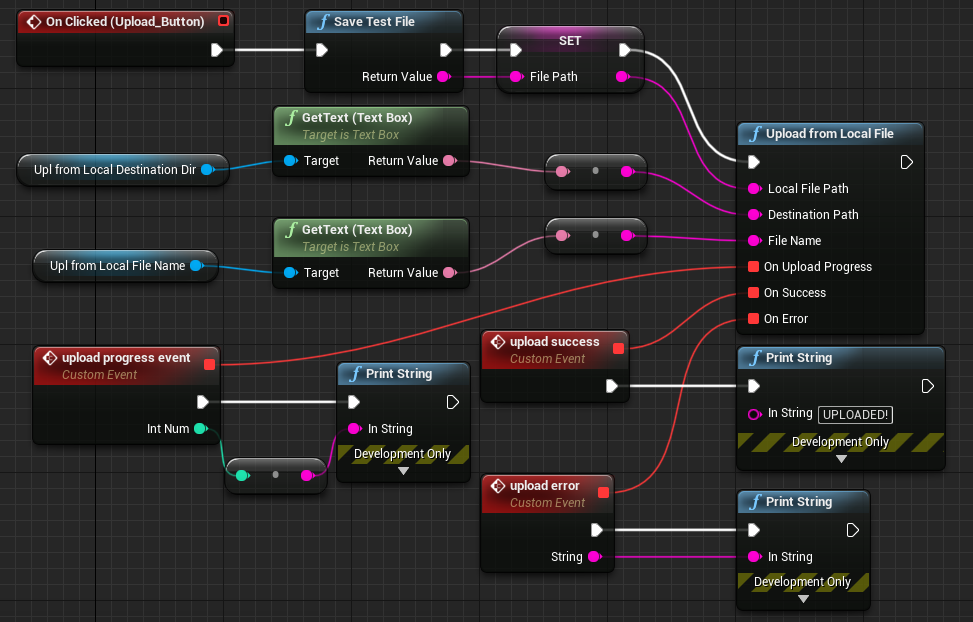 On Clicked (Upload_Button)
Save Test File
Return Value
SET
File Path
GetText (Text Box)
Target is Text Box
Target
Return Value
Upl from Local Destination Dir
GetText (Text Box)
Target is Text Box
Target
Return Value
Upl from Local File Name
Upload from Local File
Local File Path
Destination Path
File Name
On Upload Progress
On Success
On Error
upload progress event
Custom Event
Int Num
Print String
In String
Development Only
upload success
Custom Event
Print String
In String UPLOADED!
Development Only
upload error
Custom Event
String
Print String
In String
Development Only